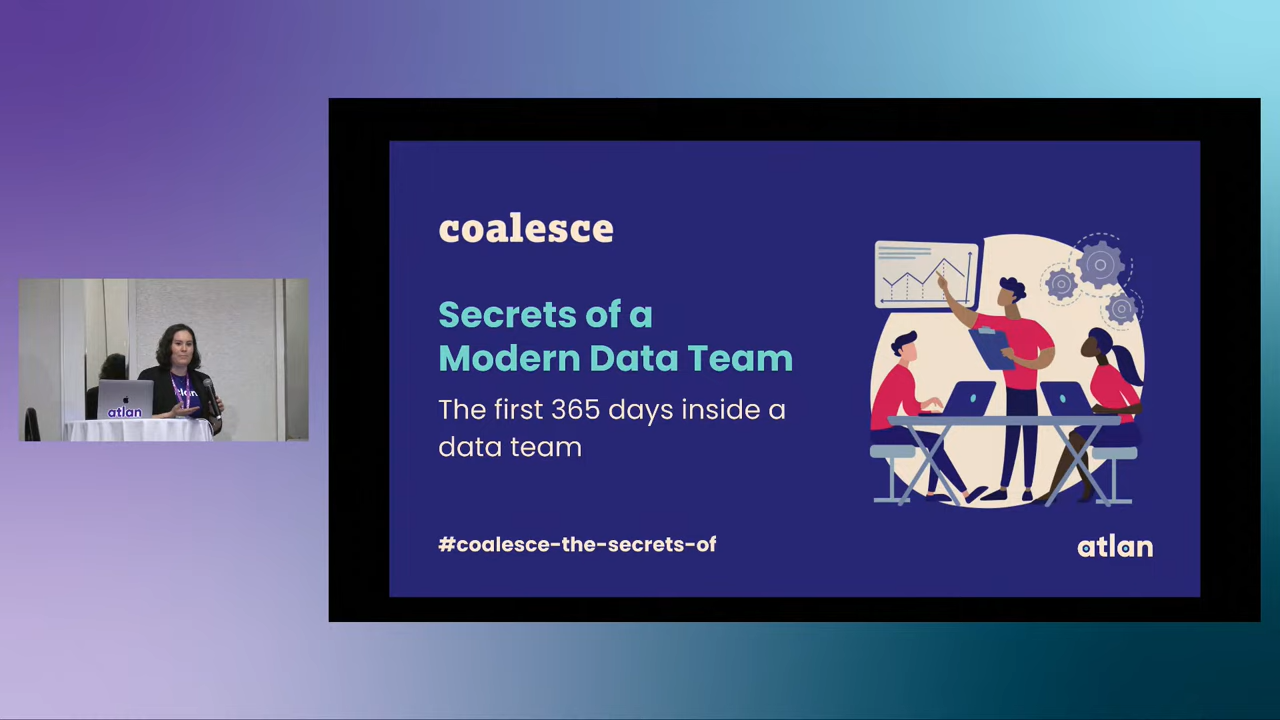 coalesce
Secrets of a
Modern Data Team
The first 365 days inside a
data team
#coalesce-the-secrets-of
atlan
atlan